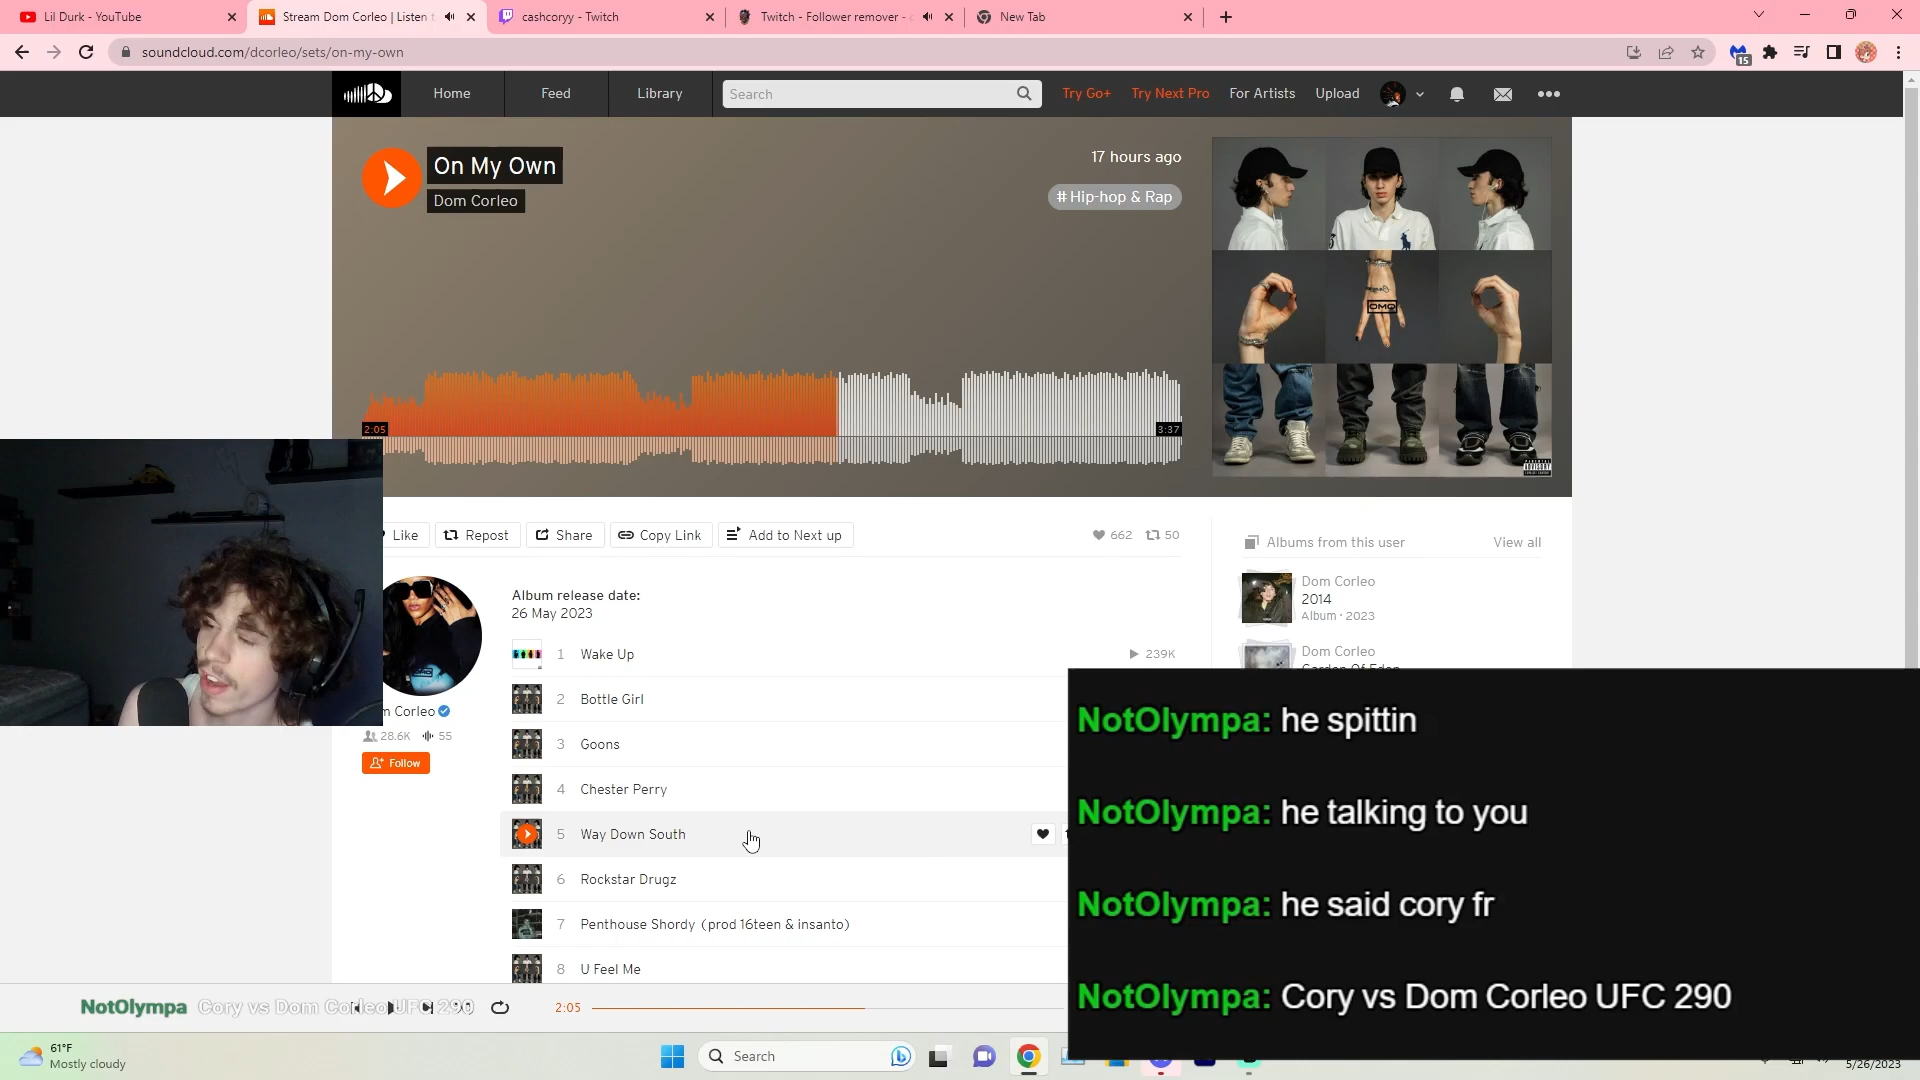 Lil Durk - YouTube
Stream Dom Corleo | Listen t
cashcoryy - Twitch
Twitch - Follower remover - c
New Tab
soundcloud.com/dcorleo/sets/on-my-own
15
Home
Feed
Library
Search
Try Go+
Try Next Pro
For Artists
Upload
On My Own
Dom Corleo
17 hours ago
# Hip-hop & Rap
OMO
2:05
3:37
Like
Repost
Share
Copy Link
Add to Next up
662
50
Albums from this user
View all
Album release date:
26 May 2023
Dom Corleo
2014
Album · 2023
Dom Corleo
Garden Of Eden
m Corleo
28.6K
55
Follow
1 Wake Up
239K
2 Bottle Girl
3 Goons
4 Chester Perry
5 Way Down South
6 Rockstar Drugz
7 Penthouse Shordy (prod 16teen & insanto)
8 U Feel Me
NotOlympa: he spittin
NotOlympa: he talking to you
NotOlympa: he said cory fr
NotOlympa: Cory vs Dom Corleo UFC 290
NotOlympa Cory vs Dom Corleo UFC 290
2:05
61°F
Mostly cloudy
Search
5/26/2023